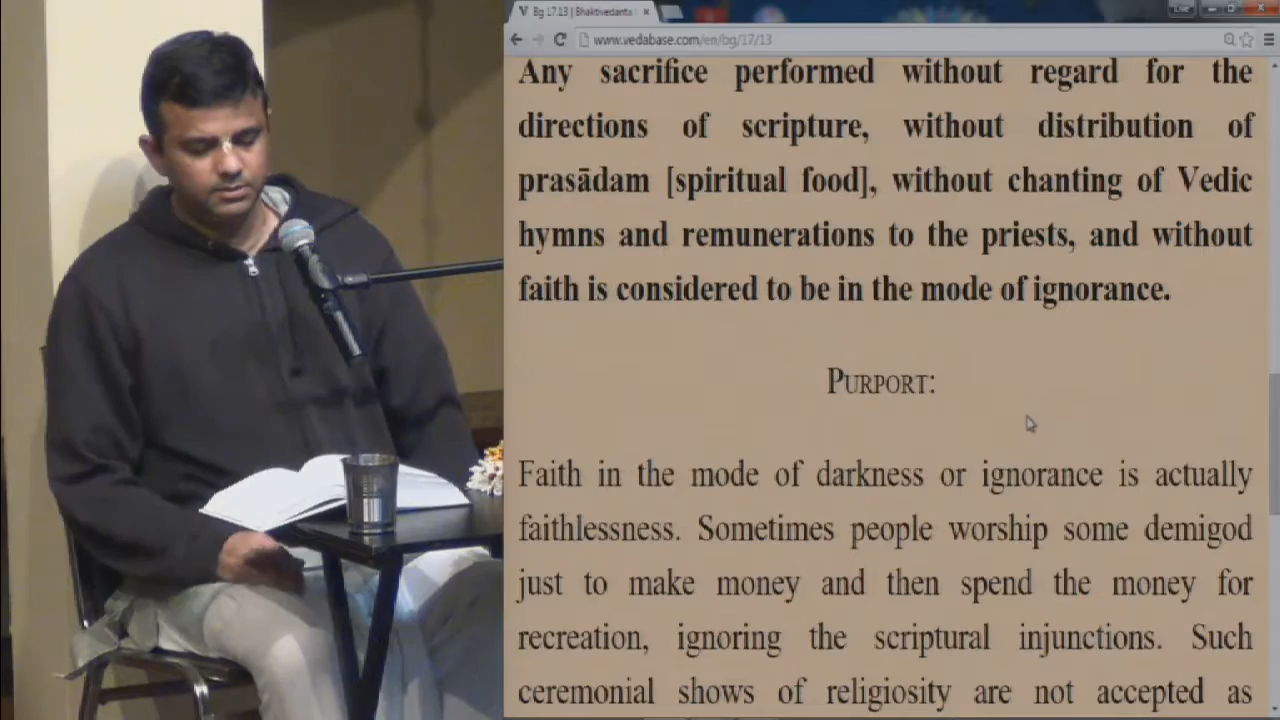 Bg 17.13 | Bhaktivedanta
www.vedabase.com/en/bg/17/13
Any sacrifice performed without regard for the
directions of scripture, without distribution of
prasādam [spiritual food], without chanting of Vedic
hymns and remunerations to the priests, and without
faith is considered to be in the mode of ignorance.
PURPORT:
Faith in the mode of darkness or ignorance is actually
faithlessness. Sometimes people worship some demigod
just to make money and then spend the money for
recreation, ignoring the scriptural injunctions. Such
ceremonial shows of religiosity are not accepted as